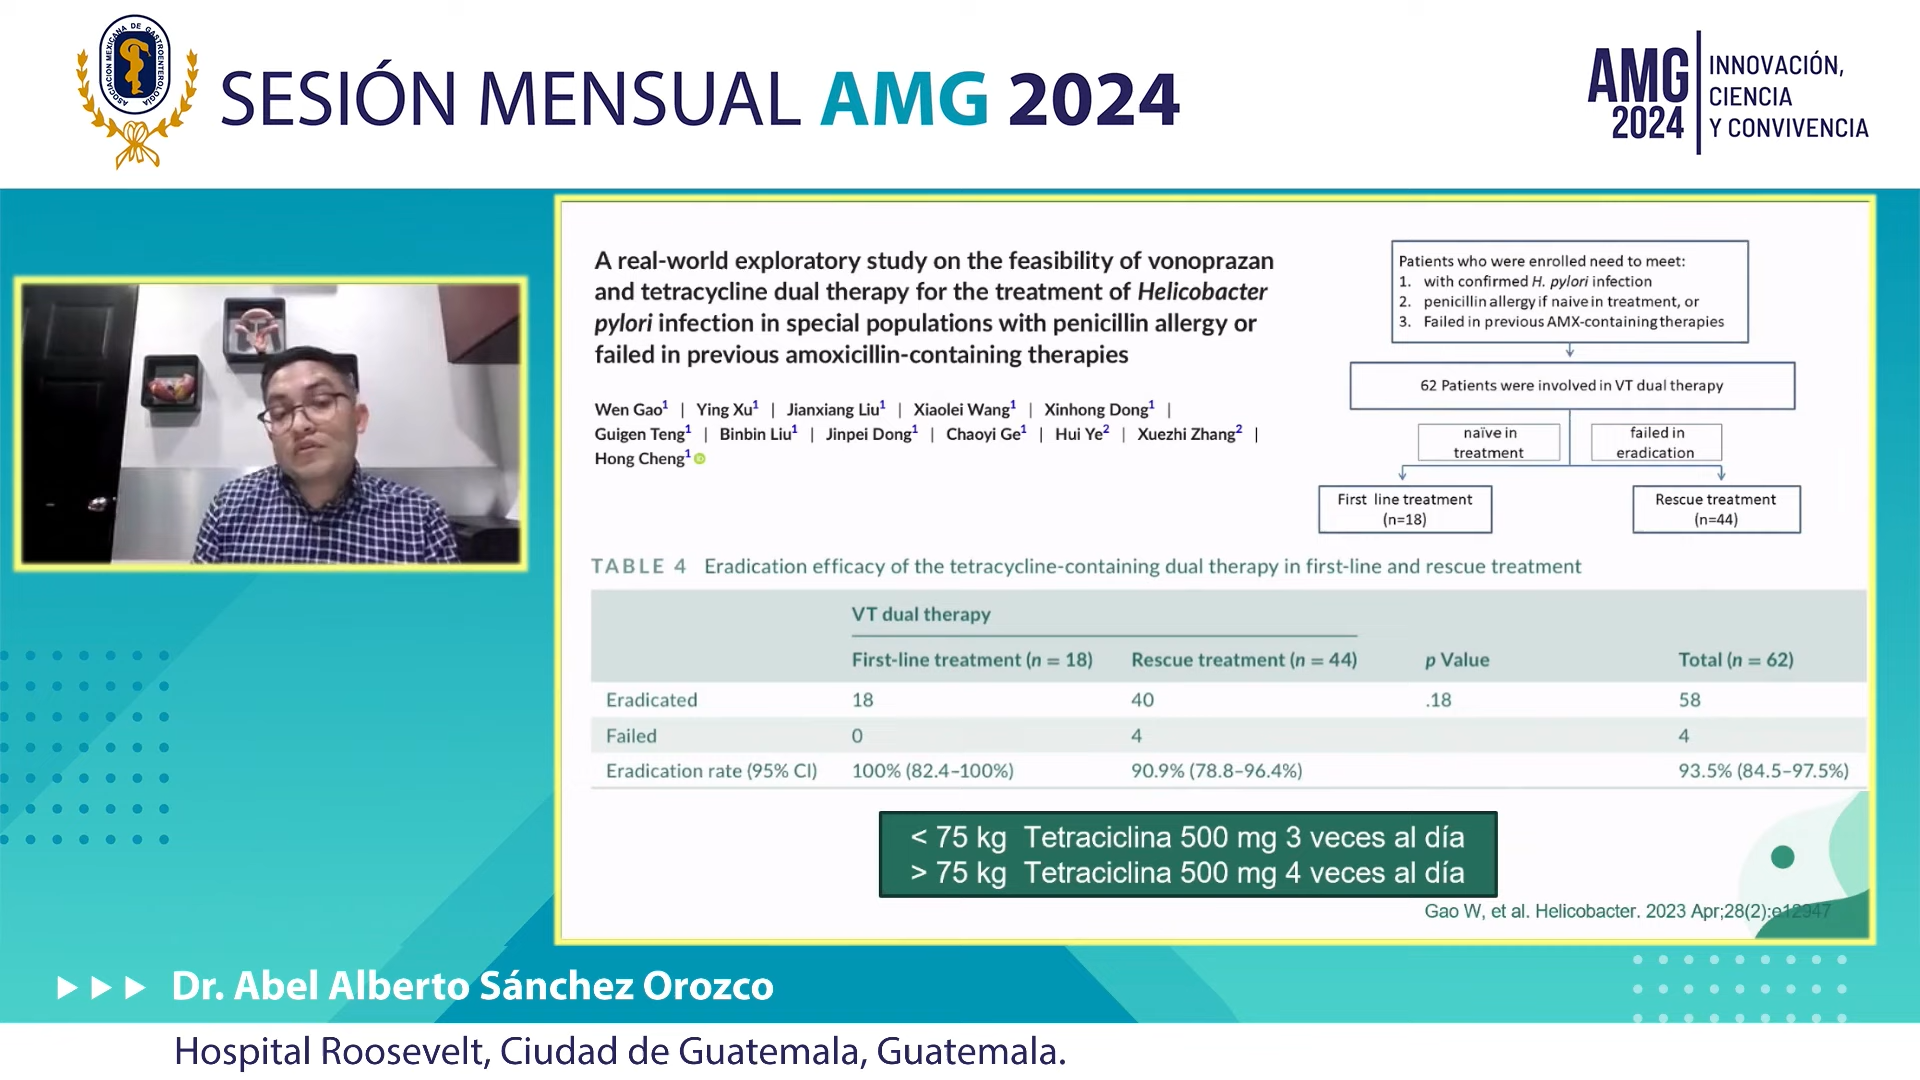 ASOCIACION MEXICANA DE GASTROENTEROLOGÍA
SESIÓN MENSUAL AMG 2024
AMG 2024
INNOVACIÓN,
CIENCIA
Y CONVIVENCIA
A real-world exploratory study on the feasibility of vonoprazan
and tetracycline dual therapy for the treatment of Helicobacter
pylori infection in special populations with penicillin allergy or
failed in previous amoxicillin-containing therapies
Wen Gao1 | Ying Xu1 | Jianxiang Liu1 | Xiaolei Wang1 | Xinhong Dong1 |
Guigen Teng1 | Binbin Liu1 | Jinpei Dong1 | Chaoyi Ge1 | Hui Ye2 | Xuezhi Zhang2 |
Hong Cheng1 iD
Patients who were enrolled need to meet:
1. with confirmed H. pylori infection
2. penicillin allergy if naive in treatment, or
3. Failed in previous AMX-containing therapies
62 Patients were involved in VT dual therapy
naïve in
treatment
failed in
eradication
First line treatment
(n=18)
Rescue treatment
(n=44)
TABLE 4 Eradication efficacy of the tetracycline-containing dual therapy in first-line and rescue treatment
VT dual therapy
First-line treatment (n = 18) Rescue treatment (n = 44) p Value Total (n = 62)
Eradicated 18 40 .18 58
Failed 0 4 4
Eradication rate (95% CI) 100% (82.4–100%) 90.9% (78.8–96.4%) 93.5% (84.5–97.5%)
< 75 kg Tetraciclina 500 mg 3 veces al día
> 75 kg Tetraciclina 500 mg 4 veces al día
Gao W, et al. Helicobacter. 2023 Apr;28(2):e12947
Dr. Abel Alberto Sánchez Orozco
Hospital Roosevelt, Ciudad de Guatemala, Guatemala.